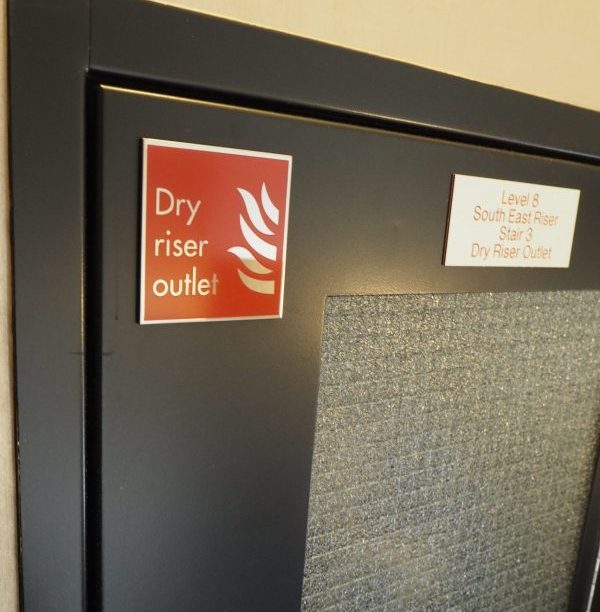 Dry
riser
outlet
Level 8
South East Riser
Stair 3
Dry Riser Outlet